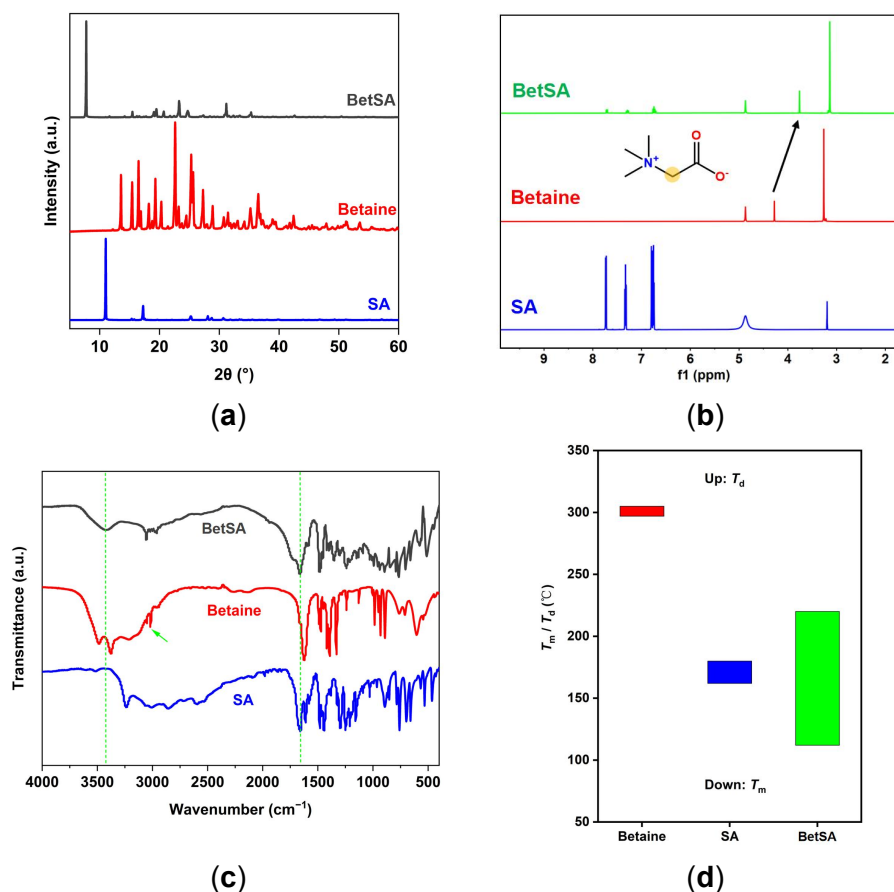 BetSA
Betaine
SA
Intensity (a.u.)
10 20 30 40 50 60
2θ (°)
(a)
BetSA
Betaine
SA
N+
O
O-
9 8 7 6 5 4 3 2
f1 (ppm)
(b)
BetSA
Betaine
SA
Transmittance (a.u.)
4000 3500 3000 2500 2000 1500 1000 500
Wavenumber (cm⁻¹)
(c)
Up: Td
Down: Tm
Tm / Td (℃)
350
300
250
200
150
100
50
Betaine SA BetSA
(d)